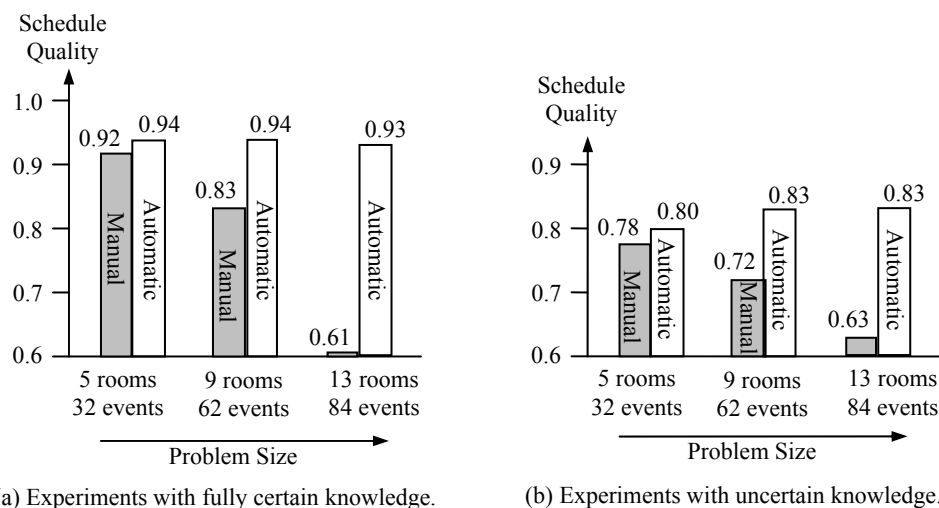 Schedule
Quality
1.0
0.9
0.8
0.7
0.6
0.92
0.94
0.83
0.94
0.61
0.93
Manual
Automatic
Manual
Automatic
Automatic
5 rooms
32 events
9 rooms
62 events
13 rooms
84 events
Problem Size
a) Experiments with fully certain knowledge.
Schedule
Quality
0.9
0.8
0.7
0.6
0.78
0.80
0.72
0.83
0.63
0.83
Manual
Automatic
Manual
Automatic
Automatic
5 rooms
32 events
9 rooms
62 events
13 rooms
84 events
Problem Size
(b) Experiments with uncertain knowledge.